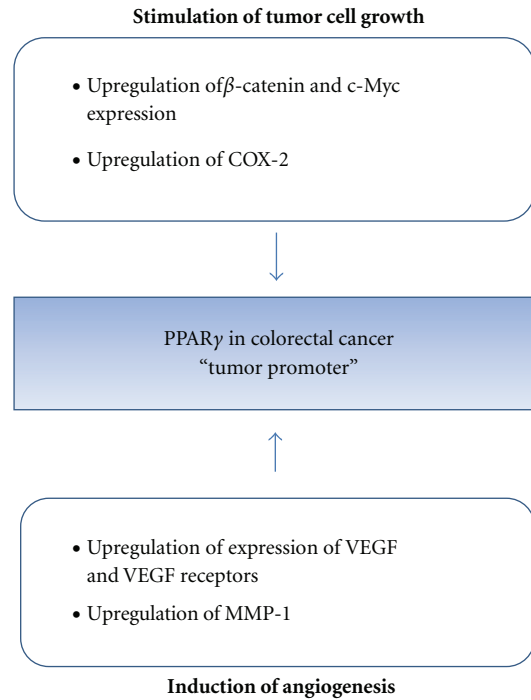 Stimulation of tumor cell growth
• Upregulation ofβ-catenin and c-Myc
expression
• Upregulation of COX-2
PPARγ in colorectal cancer
“tumor promoter”
• Upregulation of expression of VEGF
and VEGF receptors
• Upregulation of MMP-1
Induction of angiogenesis